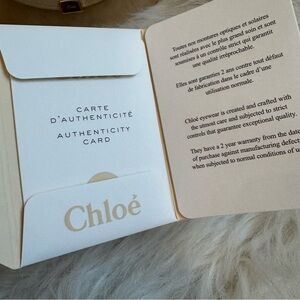 CARTE
D'AUTHENTICITÉ
AUTHENTICITY
CARD
Chloé
Toutes nos montures optiques et solaires
sont réalisées avec le plus grand soin et sont
soumises à un contrôle strict qui garantit
une qualité irréprochable.
Elles sont garanties 2 ans contre tout défaut
de fabrication dans le cadre d'une
utilisation normale.
Chloé eyewear is created and crafted with
the utmost care and subjected to strict
controls that guarantee exceptional quality.
They have a 2 year warranty from the date
of purchase against manufacturing defect
when subjected to normal conditions of u